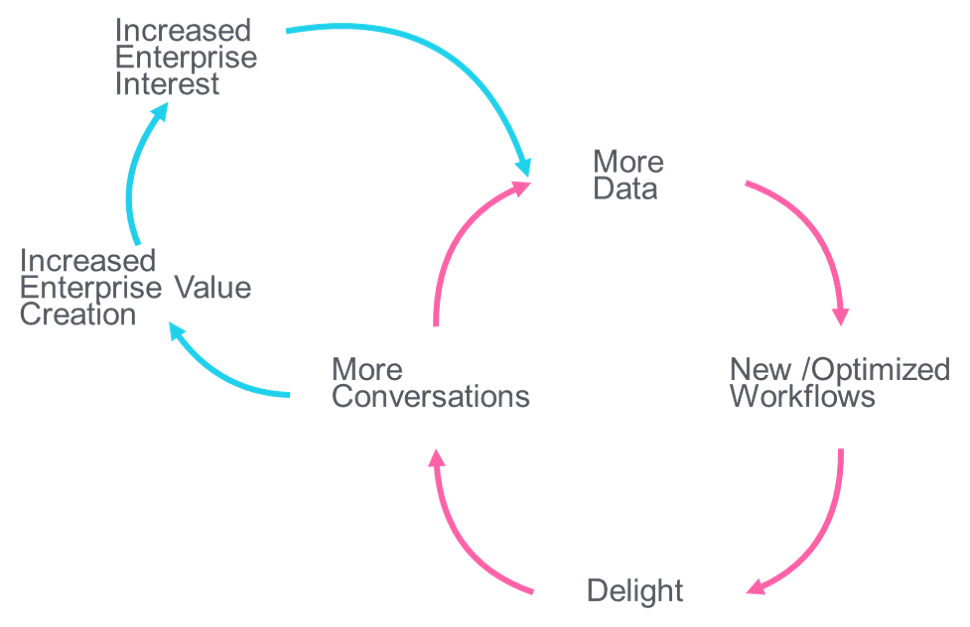 Increased
Enterprise
Interest
More
Data
Increased
Enterprise Value
Creation
More
Conversations
New /Optimized
Workflows
Delight